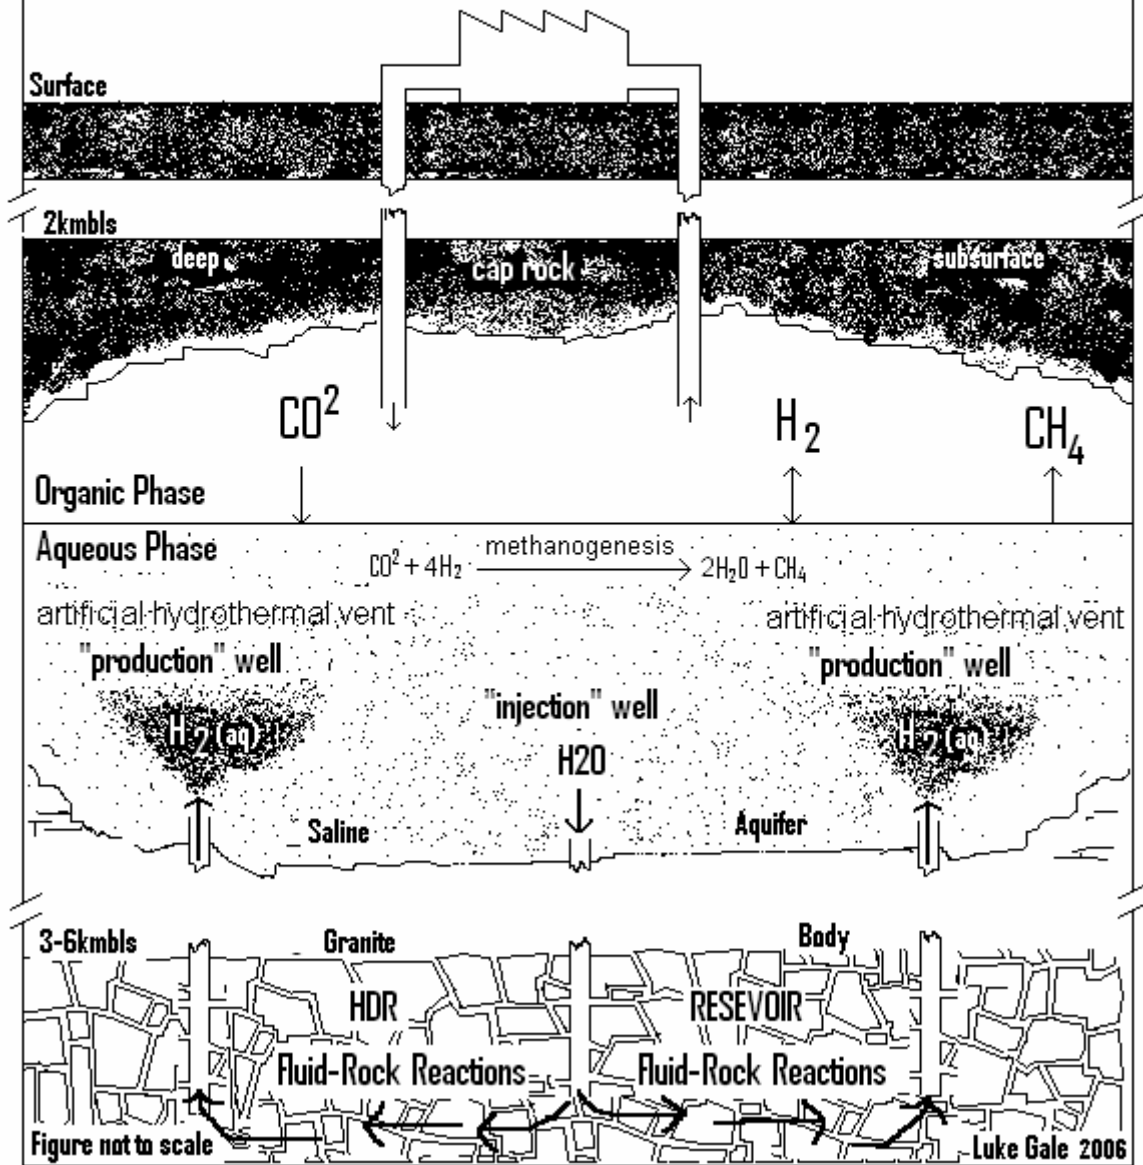 Surface
2kmbls
deep cap rock subsurface
CO² H₂ CH₄
Organic Phase
Aqueous Phase
methanogenesis
CO² + 4H₂ 2H₂O + CH₄
artificial hydrothermal vent artificial hydrothermal vent
"production" well "production" well
"injection" well
H₂(aq) H₂(aq)
H2O
Saline Aquifer
3-6kmbls Granite Body
HDR RESEVOIR
Fluid-Rock Reactions Fluid-Rock Reactions
Figure not to scale Luke Gale 2006